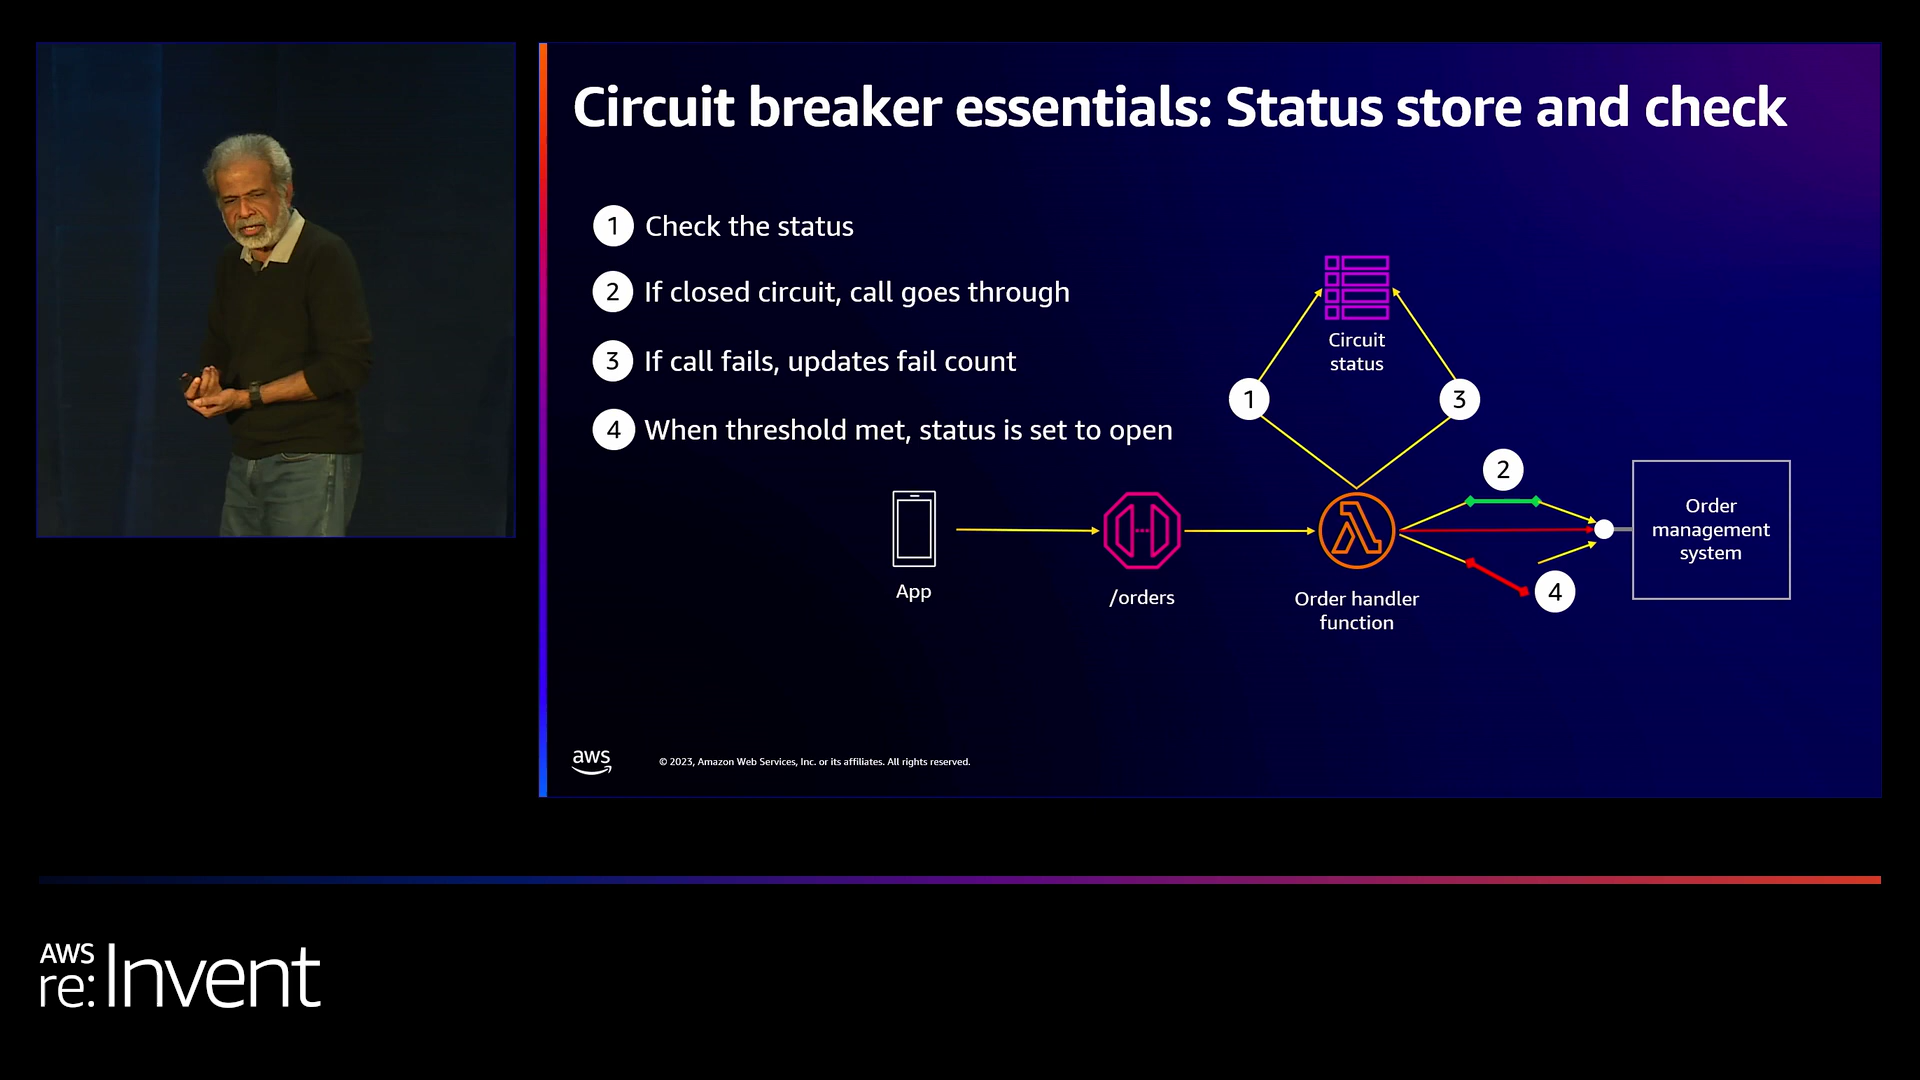 Circuit breaker essentials: Status store and check
1 Check the status
2 If closed circuit, call goes through
3 If call fails, updates fail count
4 When threshold met, status is set to open
Circuit
status
1
3
2
4
App
/orders
Order handler
function
Order
management
system
aws
© 2023, Amazon Web Services, Inc. or its affiliates. All rights reserved.
AWS
re:Invent